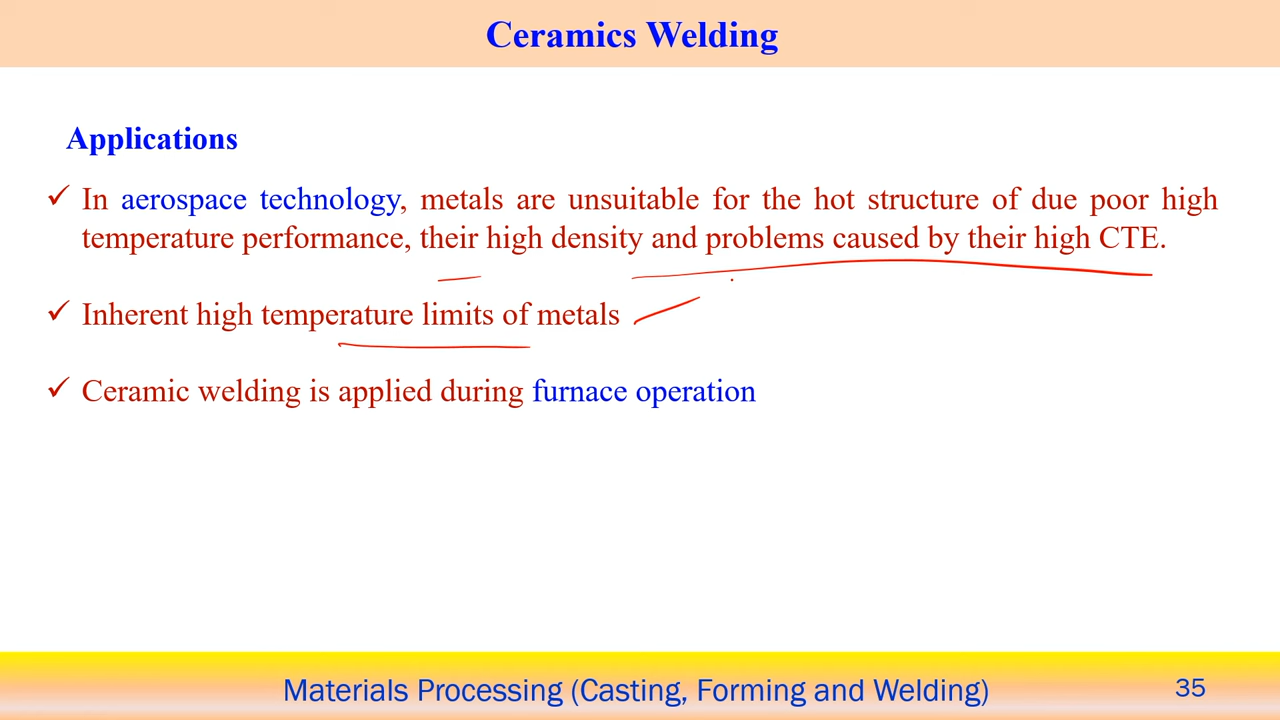 Ceramics Welding
Applications
✓ In aerospace technology, metals are unsuitable for the hot structure of due poor high
temperature performance, their high density and problems caused by their high CTE.
✓ Inherent high temperature limits of metals
✓ Ceramic welding is applied during furnace operation
Materials Processing (Casting, Forming and Welding)
35